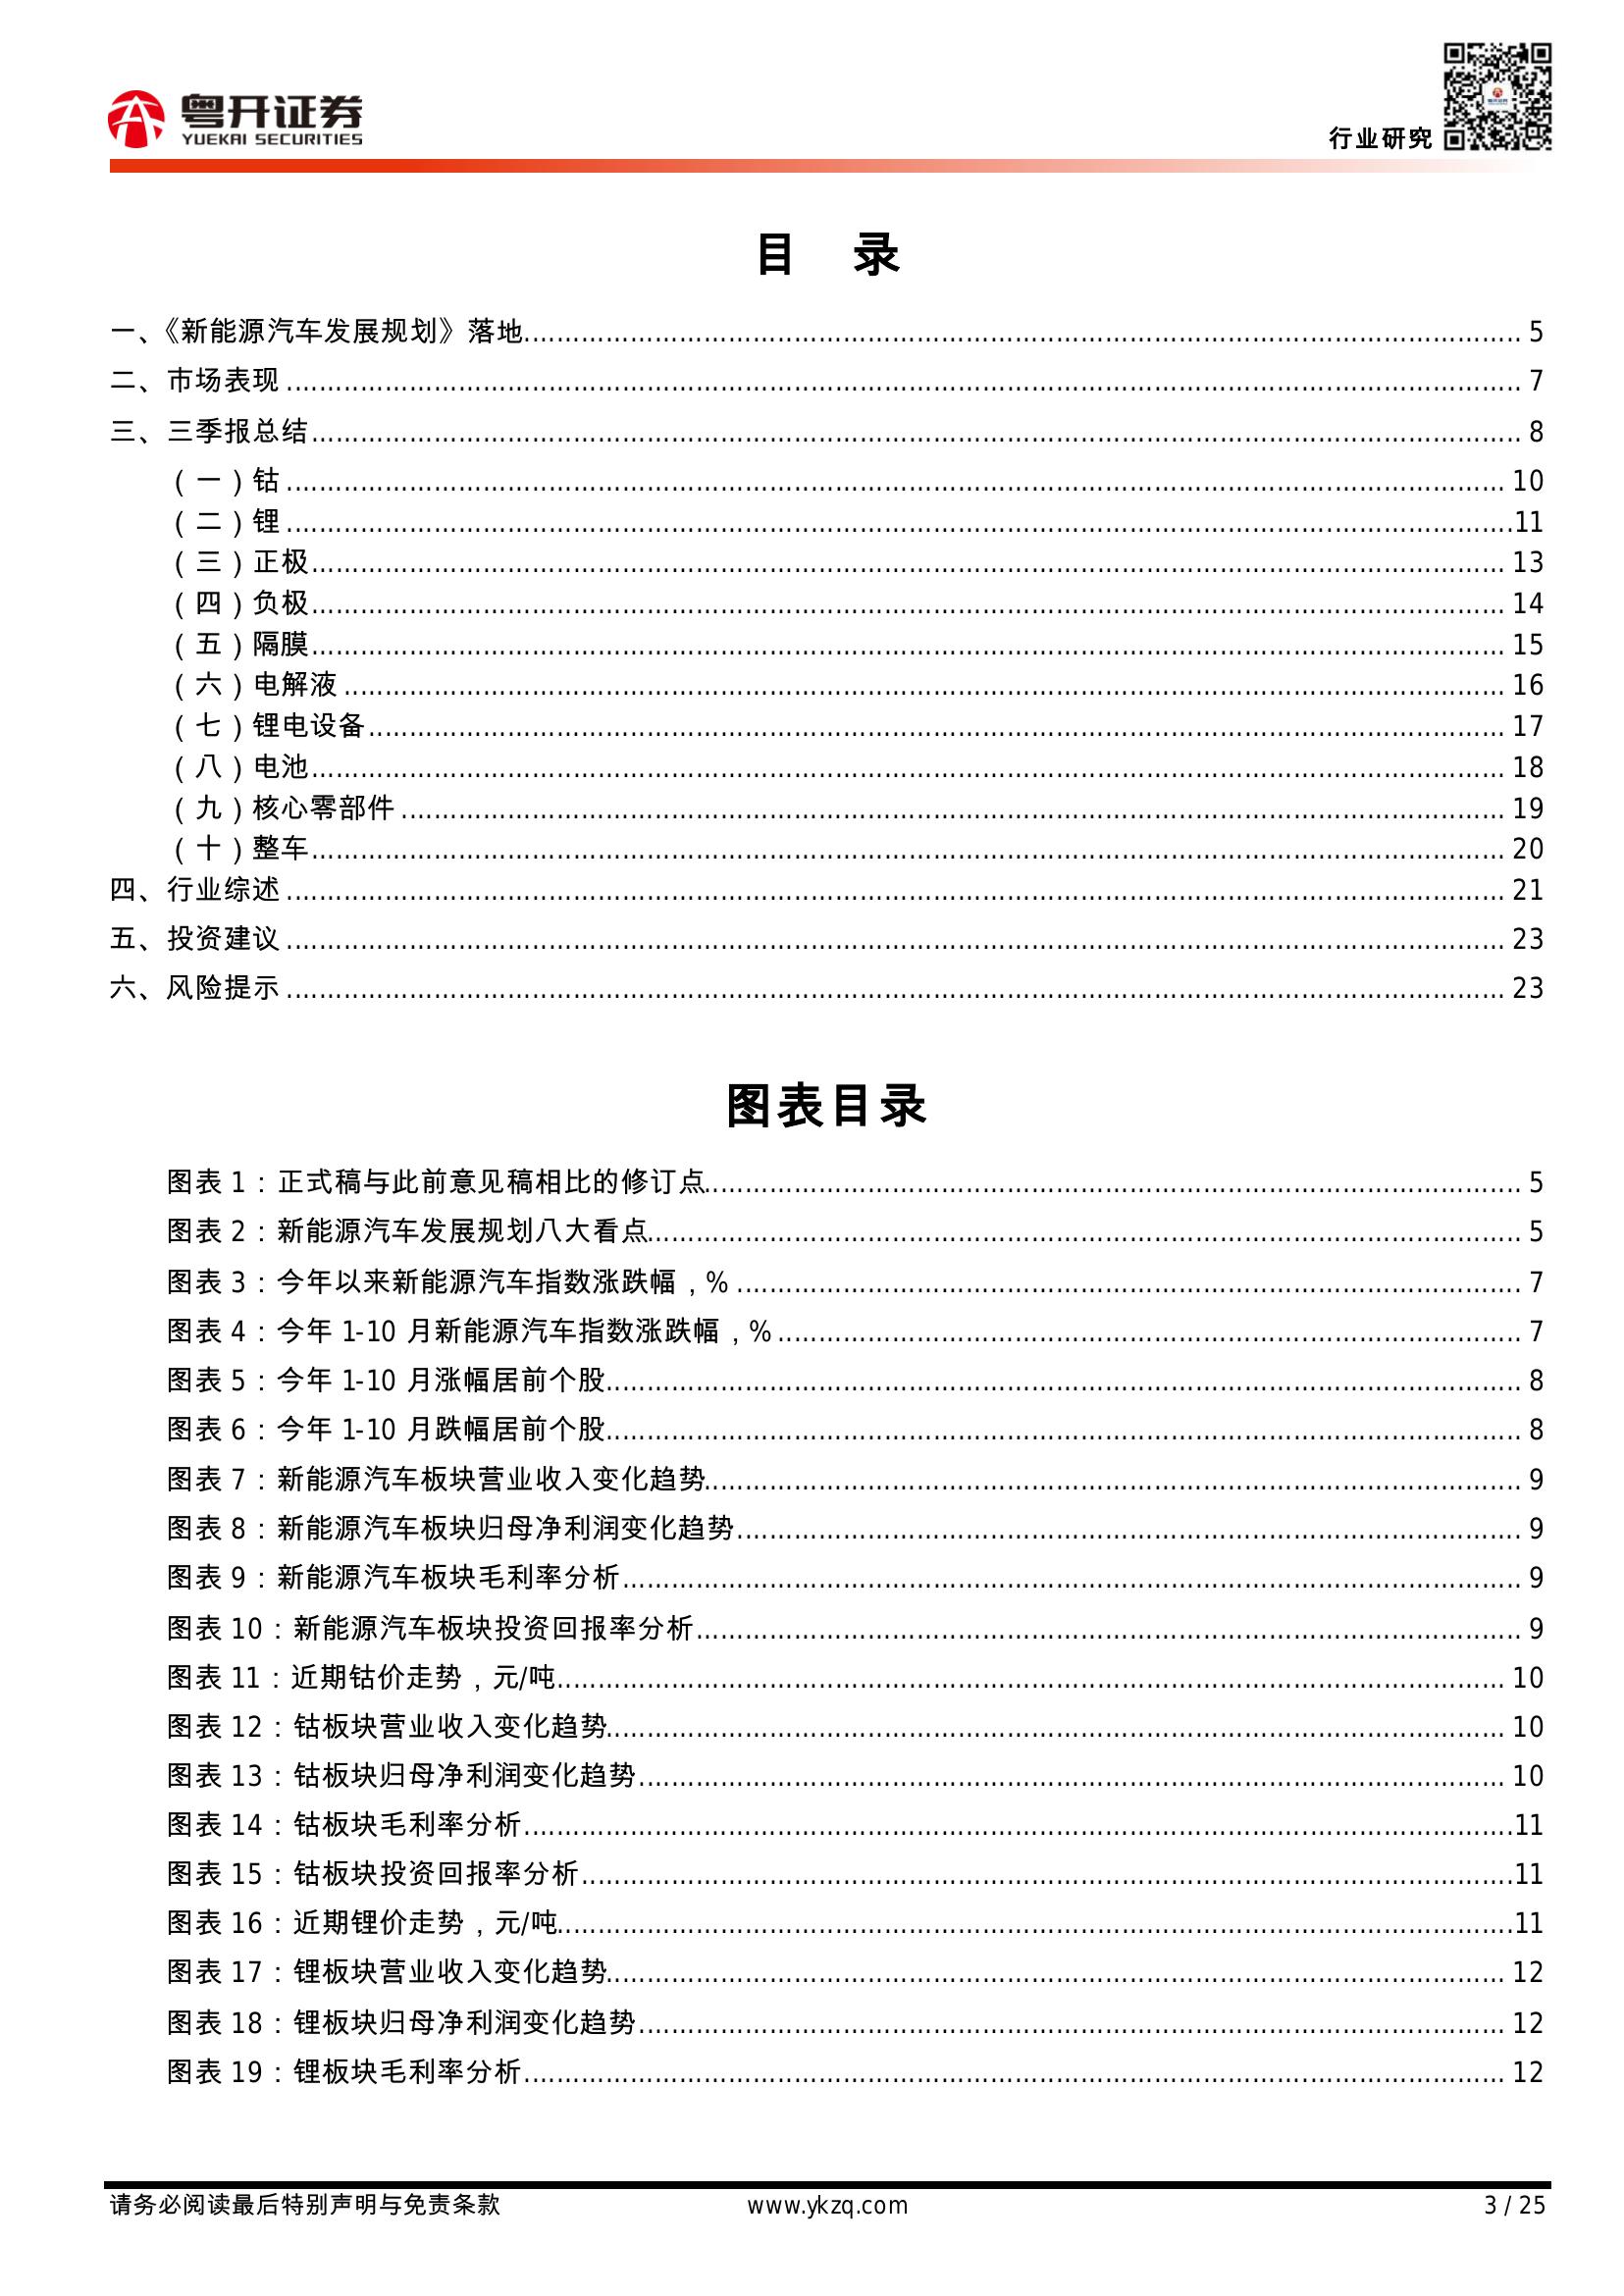 粤开证券
YUEKAI SECURITIES
行业研究
目 录
一、《新能源汽车发展规划》落地 5
二、市场表现 7
三、三季报总结 8
（一）钴 10
（二）锂 11
（三）正极 13
（四）负极 14
（五）隔膜 15
（六）电解液 16
（七）锂电设备 17
（八）电池 18
（九）核心零部件 19
（十）整车 20
四、行业综述 21
五、投资建议 23
六、风险提示 23
图表目录
图表 1：正式稿与此前意见稿相比的修订点 5
图表 2：新能源汽车发展规划八大看点 5
图表 3：今年以来新能源汽车指数涨跌幅，% 7
图表 4：今年 1-10 月新能源汽车指数涨跌幅，% 7
图表 5：今年 1-10 月涨幅居前个股 8
图表 6：今年 1-10 月跌幅居前个股 8
图表 7：新能源汽车板块营业收入变化趋势 9
图表 8：新能源汽车板块归母净利润变化趋势 9
图表 9：新能源汽车板块毛利率分析 9
图表 10：新能源汽车板块投资回报率分析 9
图表 11：近期钴价走势，元/吨 10
图表 12：钴板块营业收入变化趋势 10
图表 13：钴板块归母净利润变化趋势 10
图表 14：钴板块毛利率分析 11
图表 15：钴板块投资回报率分析 11
图表 16：近期锂价走势，元/吨 11
图表 17：锂板块营业收入变化趋势 12
图表 18：锂板块归母净利润变化趋势 12
图表 19：锂板块毛利率分析 12
请务必阅读最后特别声明与免责条款 www.ykzq.com 3 / 25